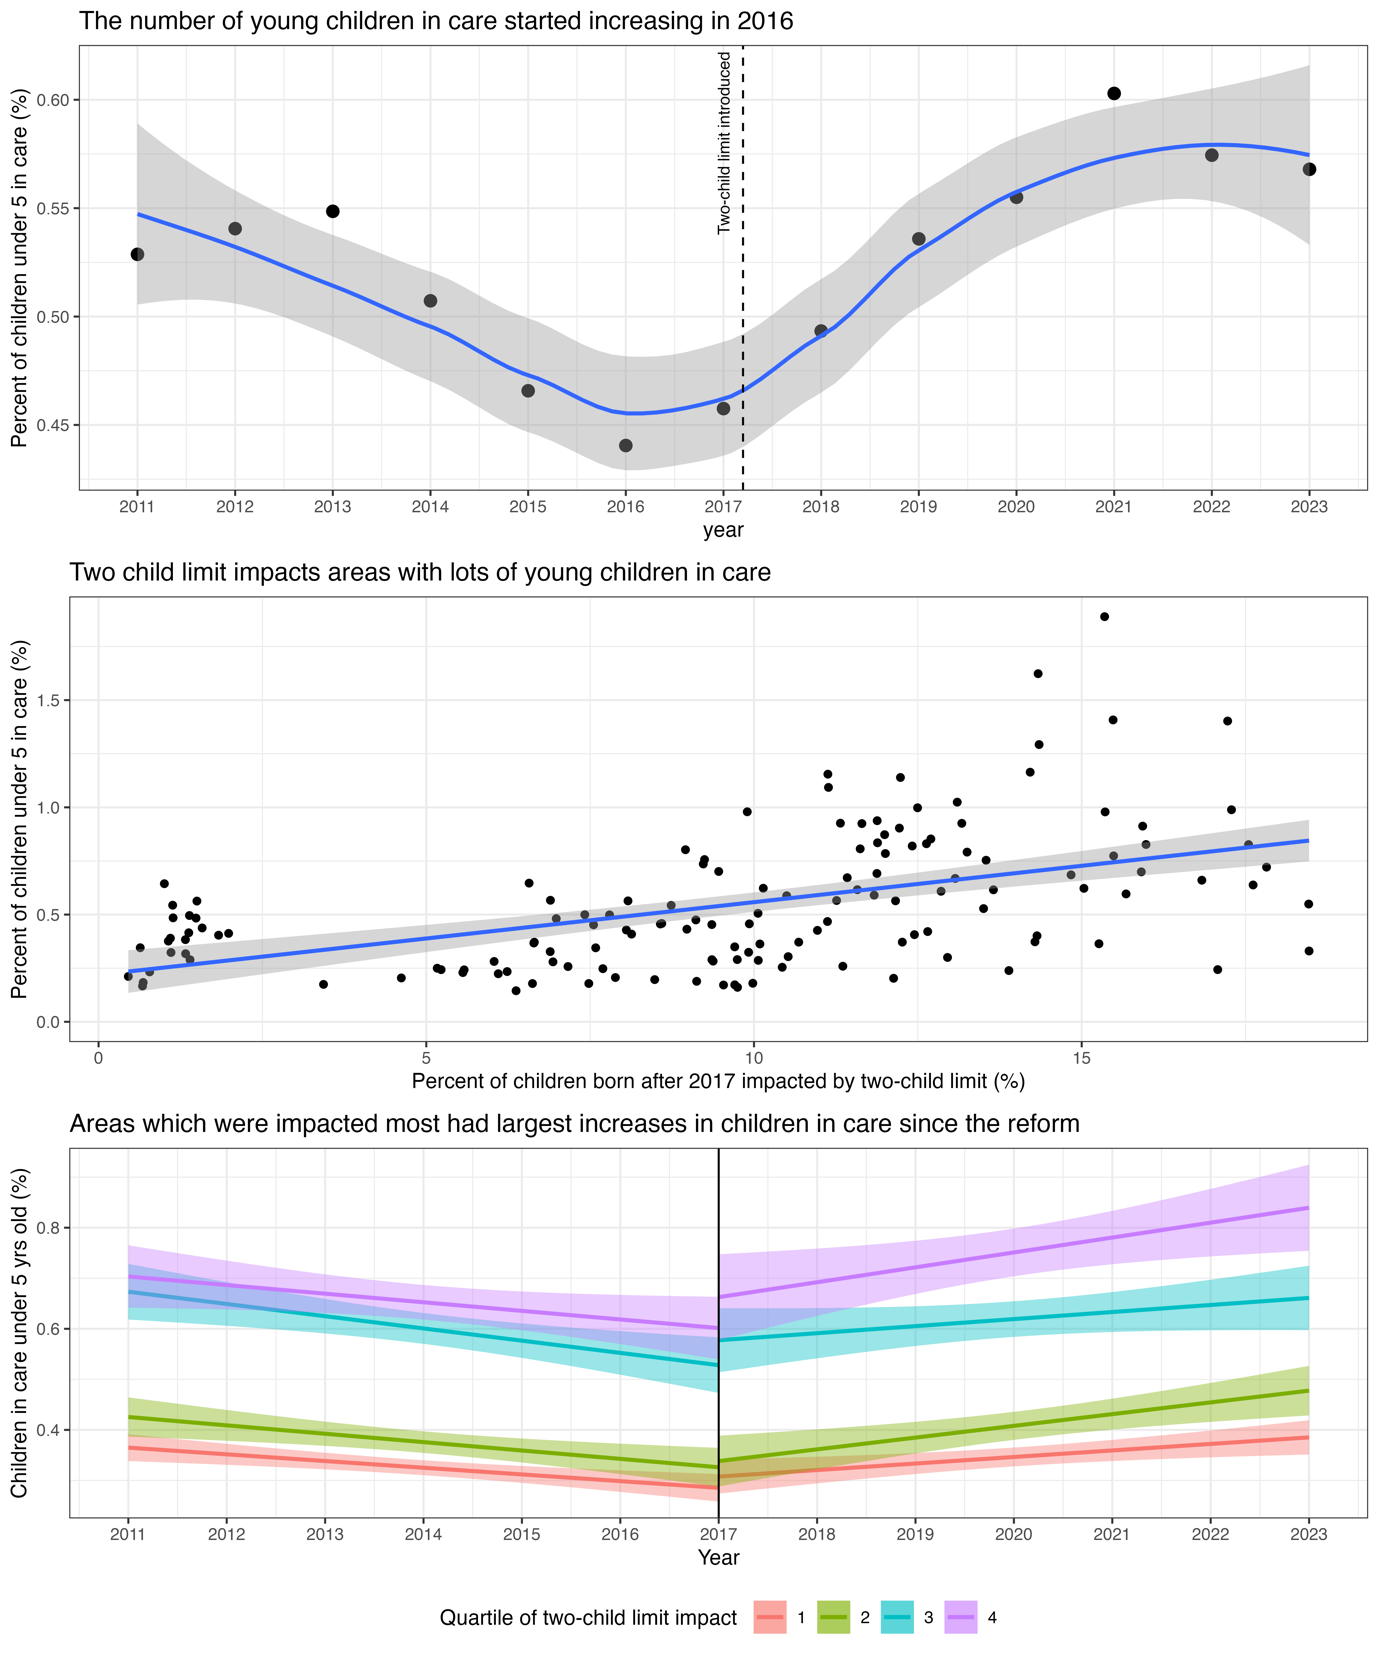 The number of young children in care started increasing in 2016
Percent of children under 5 in care (%)
0.60
0.55
0.50
0.45
Two-child limit introduced
2011 2012 2013 2014 2015 2016 2017 2018 2019 2020 2021 2022 2023
year
Two child limit impacts areas with lots of young children in care
Percent of children under 5 in care (%)
1.5
1.0
0.5
0.0
0 5 10 15
Percent of children born after 2017 impacted by two-child limit (%)
Areas which were impacted most had largest increases in children in care since the reform
Children in care under 5 yrs old (%)
0.8
0.6
0.4
2011 2012 2013 2014 2015 2016 2017 2018 2019 2020 2021 2022 2023
Year
Quartile of two-child limit impact 1 2 3 4